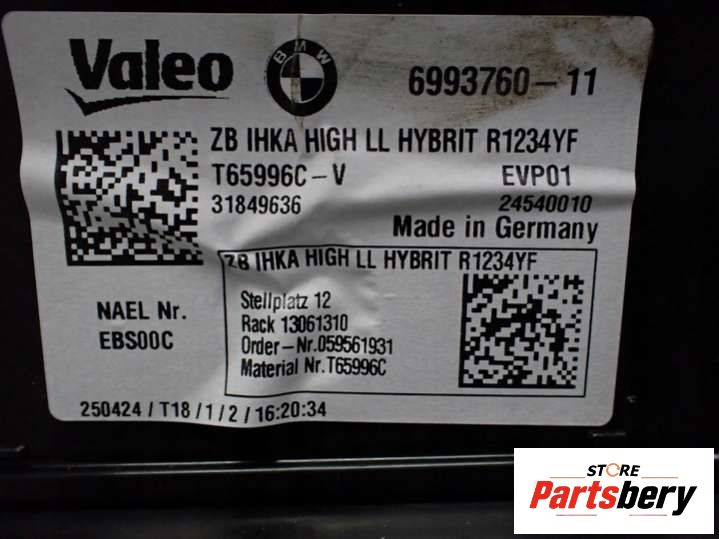 Valeo
BMW
6993760-11
ZB IHKA HIGH LL HYBRIT R1234YF
T65996C-V
EVP01
31849636
24540010
Made in Germany
ZB IHKA HIGH LL HYBRIT R1234YF
NAEL Nr.
EBS00C
Stellplatz 12
Rack 13061310
Order-Nr.059561931
Material Nr.T65996C
250424/T18/1/2/16:20:34
STORE
Partsbery